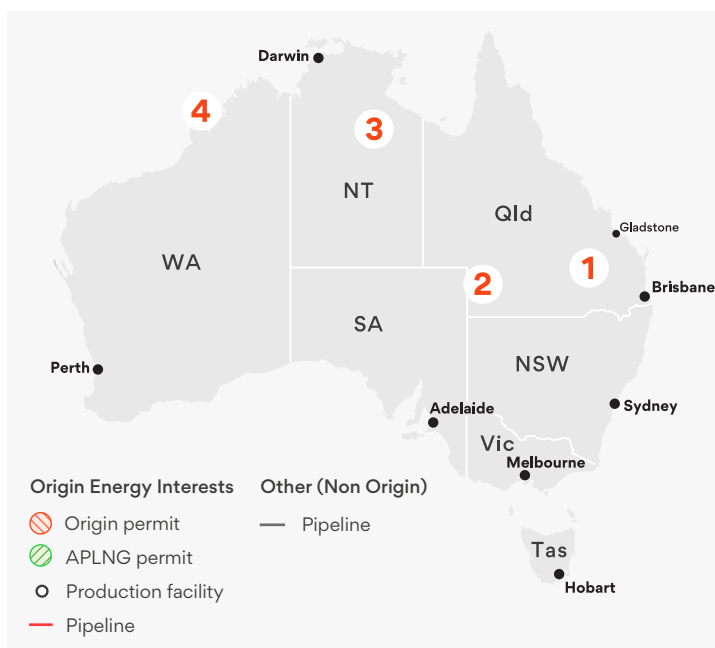 Darwin
4
3
NT
Qld
Gladstone
WA
1
2
Brisbane
SA
NSW
Perth
Adelaide
Sydney
Vic
Melbourne
Origin Energy Interests
Other (Non Origin)
Origin permit
Pipeline
APLNG permit
Tas
Hobart
Production facility
Pipeline